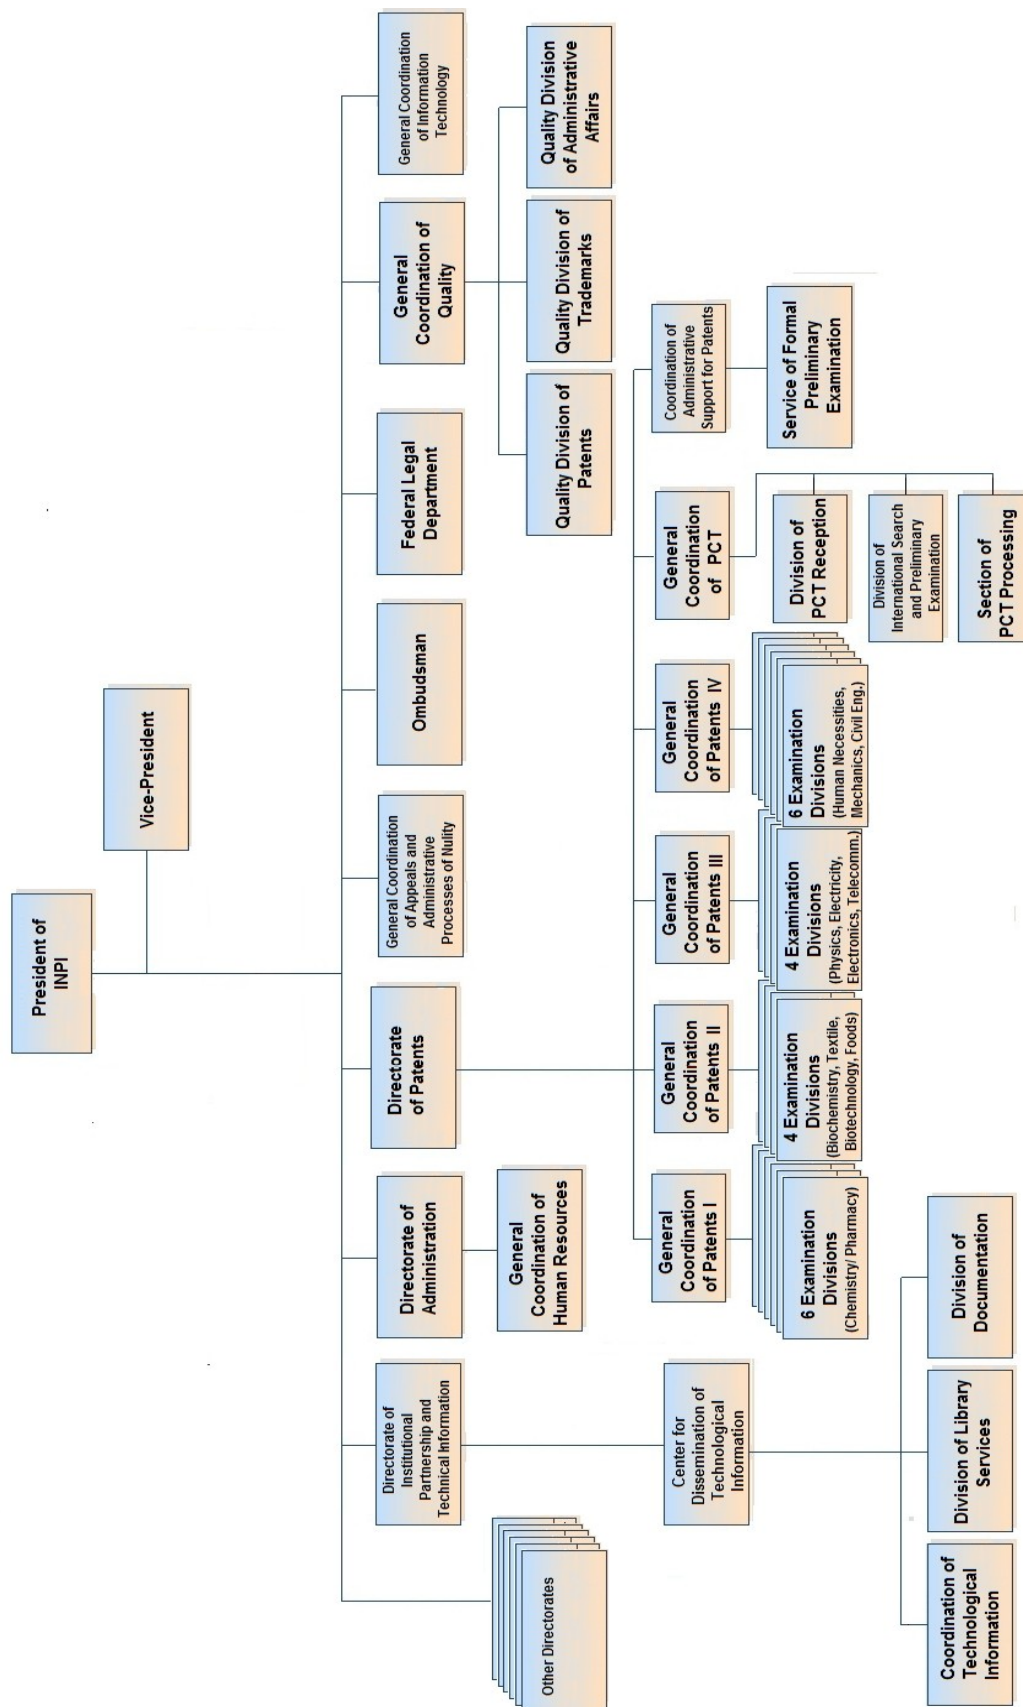 President of
INPI
Vice-President
Other Directorates
Directorate of
Institutional
Partnership and
Technical Information
Directorate of
Administration
Directorate
of Patents
General Coordination
of Appeals and
Administrative
Processes of Nulity
Ombudsman
Federal Legal
Department
General
Coordination of
Quality
General Coordination
of Information
Technology
General
Coordination of
Human Resources
Quality Division of
Patents
Quality Division of
Trademarks
Quality Division
of Administrative
Affairs
Center for
Dissemination of
Technological
Information
General
Coordination
of Patents I
General
Coordination
of Patents II
General
Coordination
of Patents III
General
Coordination
of Patents IV
General
Coordination
of PCT
Coordination of
Administrative
Support for Patents
6 Examination
Divisions
(Chemistry/ Pharmacy)
4 Examination
Divisions
(Biochemistry, Textile,
Biotechnology, Foods)
4 Examination
Divisions
(Physics, Electricity,
Electronics, Telecomm.)
6 Examination
Divisions
(Human Necessities,
Mechanics, Civil Eng.)
Division of
PCT Reception
Division of
International Search
and Preliminary
Examination
Section of
PCT Processing
Service of Formal
Preliminary
Examination
Coordination of
Technological
Information
Division of Library
Services
Division of
Documentation